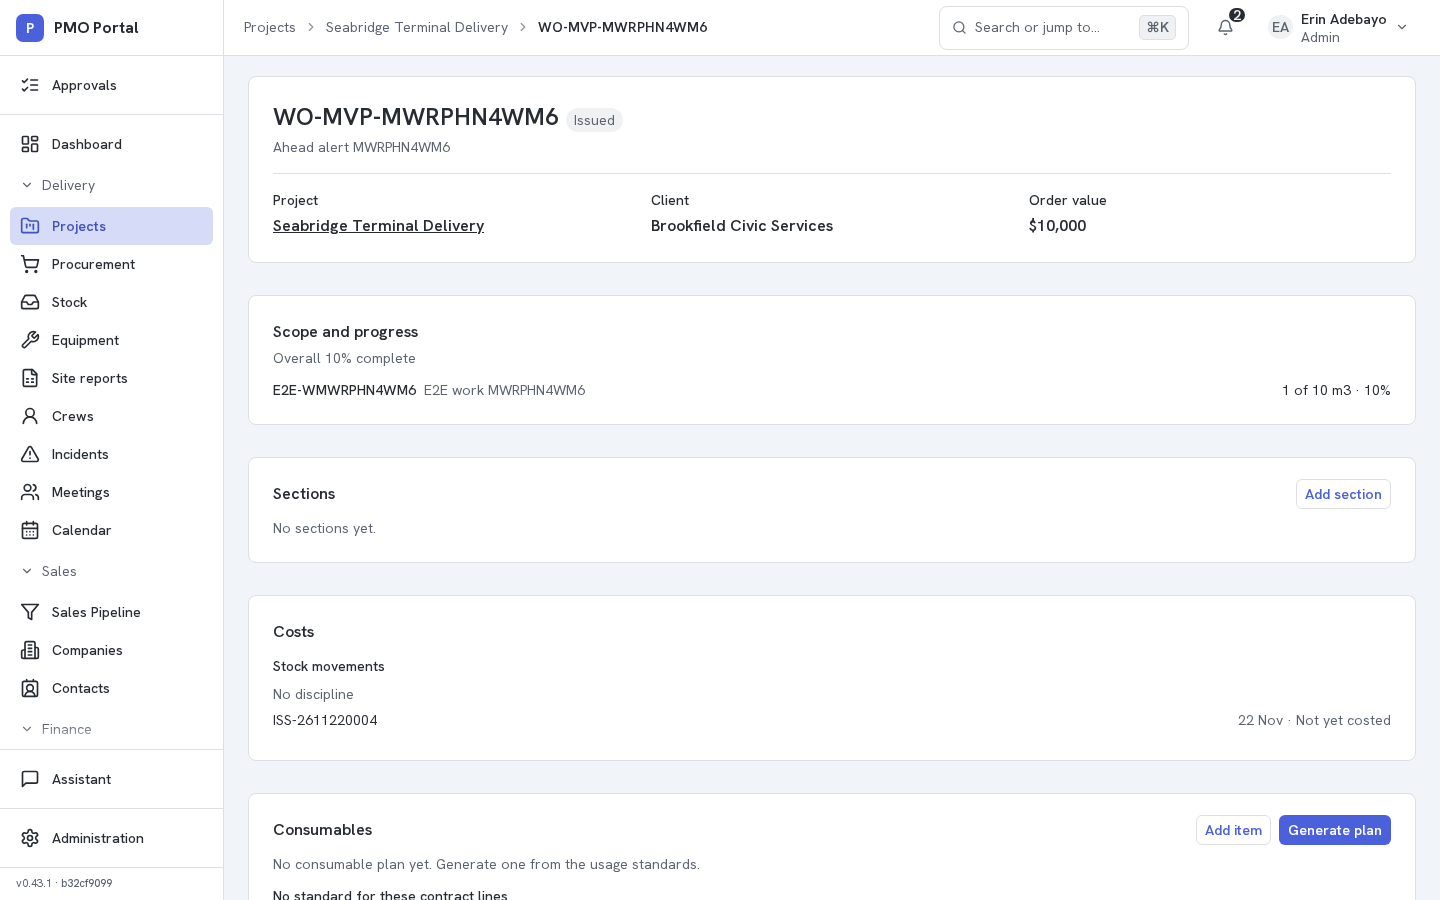 P PMO Portal
Projects > Seabridge Terminal Delivery > WO-MVP-MWRPHN4WM6
Search or jump to... ⌘K
2
EA Erin Adebayo
Admin
Approvals
Dashboard
Delivery
Projects
Procurement
Stock
Equipment
Site reports
Crews
Incidents
Meetings
Calendar
Sales
Sales Pipeline
Companies
Contacts
Finance
Assistant
Administration
v0.43.1 · b32cf9099
WO-MVP-MWRPHN4WM6 Issued
Ahead alert MWRPHN4WM6
Project Client Order value
Seabridge Terminal Delivery Brookfield Civic Services $10,000
Scope and progress
Overall 10% complete
E2E-WMWRPHN4WM6 E2E work MWRPHN4WM6 1 of 10 m3 · 10%
Sections Add section
No sections yet.
Costs
Stock movements
No discipline
ISS-2611220004 22 Nov · Not yet costed
Consumables Add item Generate plan
No consumable plan yet. Generate one from the usage standards.
No standard for these contract lines